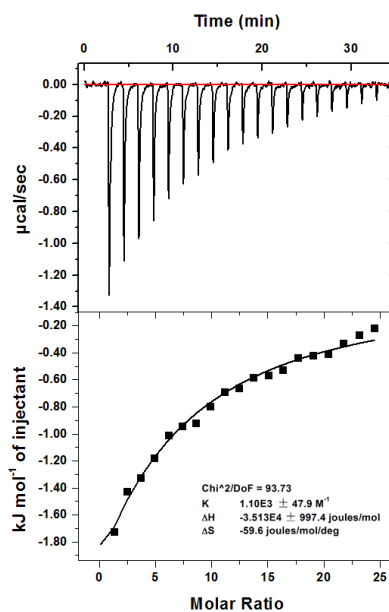 Time (min)
0 10 20 30
0.00
-0.20
-0.40
-0.60
-0.80
-1.00
-1.20
-1.40
µcal/sec
-0.20
-0.40
-0.60
-0.80
-1.00
-1.20
-1.40
-1.60
-1.80
kJ mol⁻¹ of injectant
Chi^2/DoF = 93.73
K 1.10E3 ± 47.9 M⁻¹
ΔH -3.513E4 ± 997.4 joules/mol
ΔS -59.6 joules/mol/deg
0 5 10 15 20 25
Molar Ratio